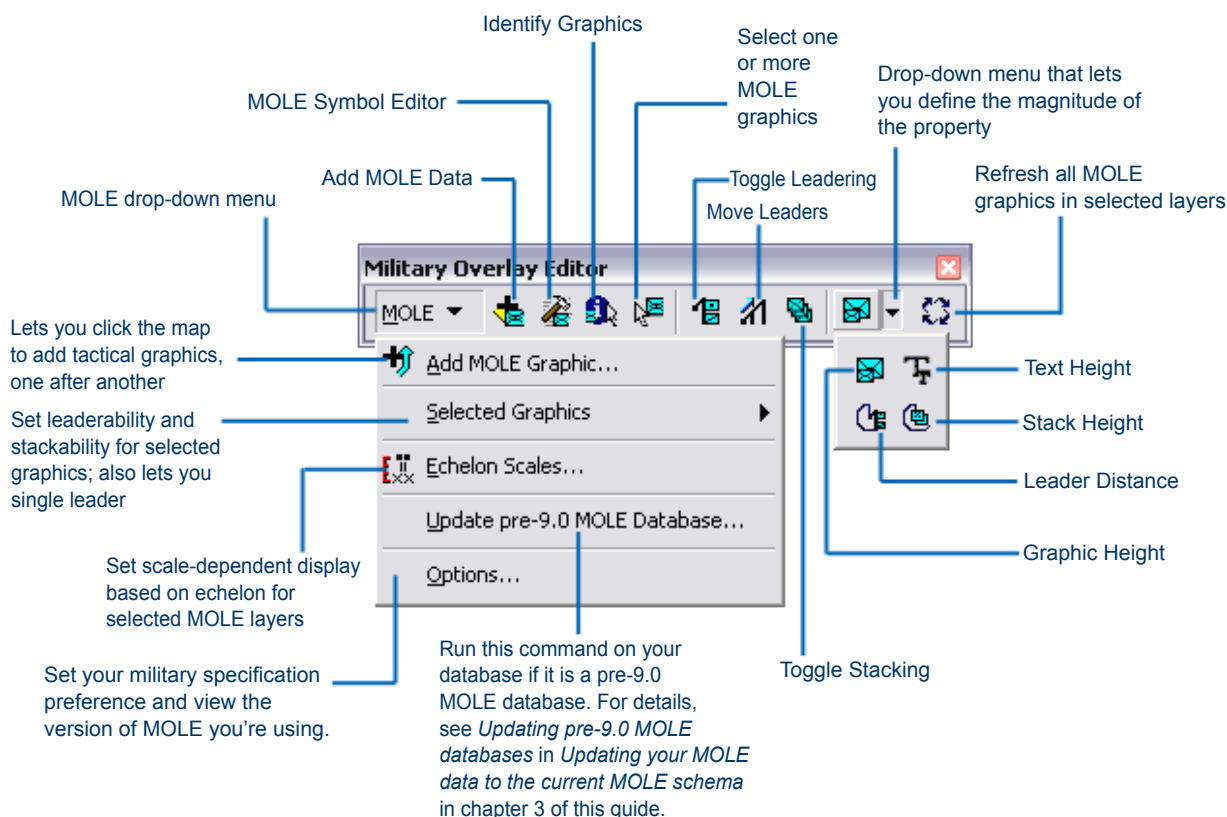 Identify Graphics
Select one
or more
MOLE
graphics
Drop-down menu that lets
you define the magnitude of
the property
MOLE Symbol Editor
Add MOLE Data
Toggle Leadering
Refresh all MOLE
graphics in selected layers
MOLE drop-down menu
Move Leaders
Military Overlay Editor
MOLE
Lets you click the map
to add tactical graphics,
one after another
Add MOLE Graphic...
Text Height
Set leaderability and
stackability for selected
graphics; also lets you
single leader
Selected Graphics
Stack Height
Echelon Scales...
Leader Distance
Update pre-9.0 MOLE Database...
Graphic Height
Set scale-dependent display
based on echelon for
selected MOLE layers
Options...
Set your military specification
preference and view the
version of MOLE you're using.
Run this command on your
database if it is a pre-9.0
MOLE database. For details,
see Updating pre-9.0 MOLE
databases in Updating your MOLE
data to the current MOLE schema
in chapter 3 of this guide.
Toggle Stacking